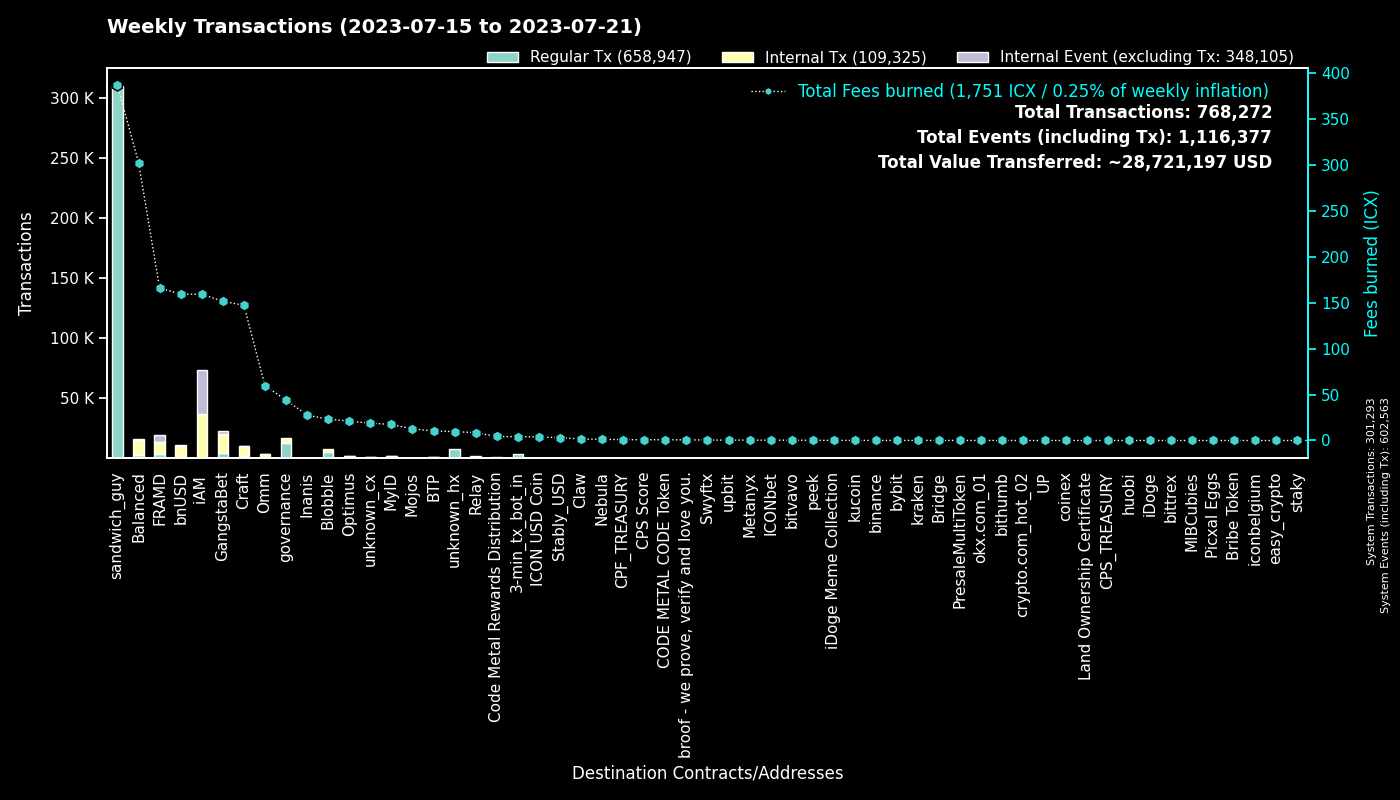 Weekly Transactions (2023-07-15 to 2023-07-21)
Regular Tx (658,947)
Internal Tx (109,325)
Internal Event (excluding Tx: 348,105)
Total Fees burned (1,751 ICX / 0.25% of weekly inflation)
Total Transactions: 768,272
Total Events (including Tx): 1,116,377
Total Value Transferred: ~28,721,197 USD
Transactions
300 K
250 K
200 K
150 K
100 K
50 K
400
350
300
250
200
150
100
50
0
Fees burned (ICX)
System Transactions: 301,293
System Events (including Tx): 602,563
sandwich_guy
Balanced
FRAMD
bnUSD
iAM
GangstaBet
Craft
Omm
governance
Inanis
Blobble
Optimus
unknown_cx
MyID
Mojos
BTP
unknown_hx
Relay
Code Metal Rewards Distribution
3-min_tx_bot_in
ICON USD Coin
Stably_USD
Claw
Nebula
CPF_TREASURY
CPS Score
CODE METAL CODE Token
broof - we prove, verify and love you.
Swyftx
upbit
Metanyx
ICONbet
bitvavo
peek
iDoge Meme Collection
kucoin
binance
bybit
kraken
Bridge
PresaleMultiToken
okx.com_01
bithumb
crypto.com_hot_02
UP
coinex
Land Ownership Certificate
CPS_TREASURY
huobi
iDoge
bittrex
MIBCubies
Picxal Eggs
Bribe Token
iconbelgium
easy_crypto
staky
Destination Contracts/Addresses